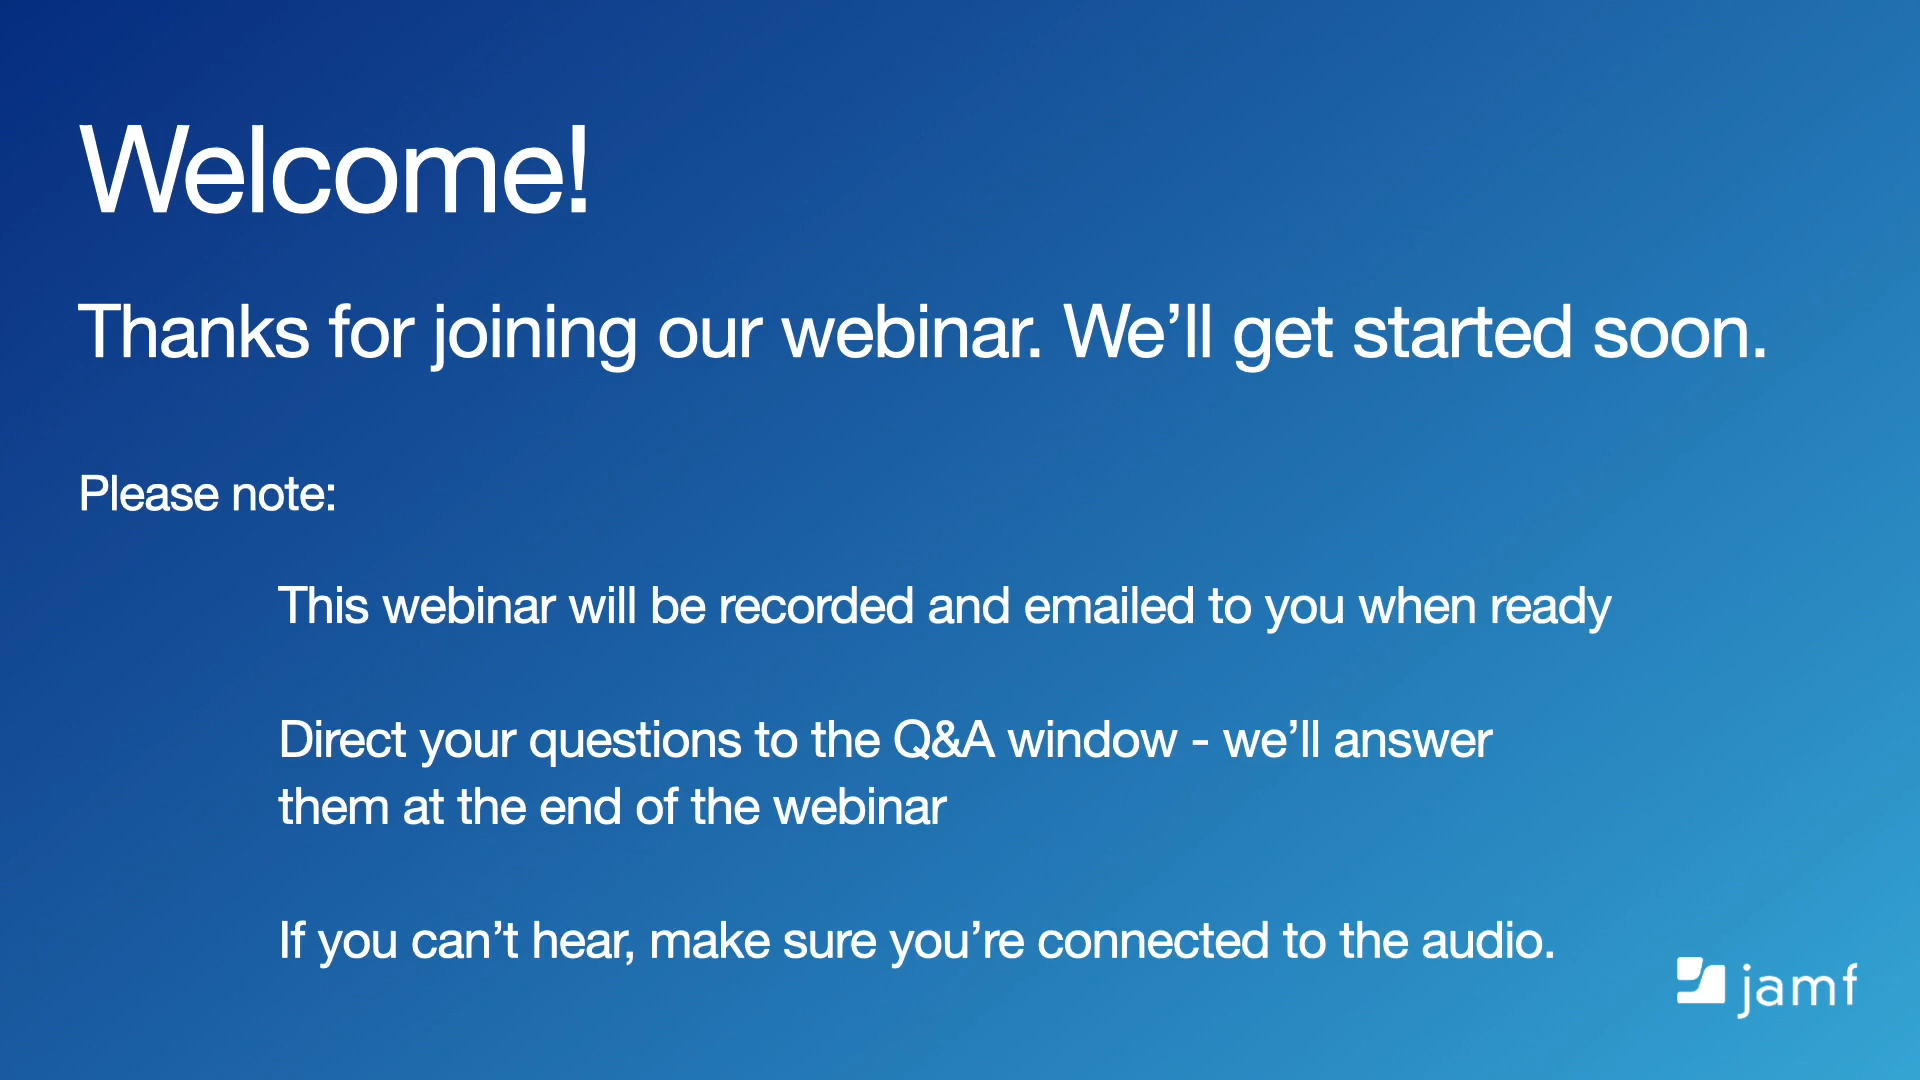 Welcome!
Thanks for joining our webinar. We’ll get started soon.
Please note:
This webinar will be recorded and emailed to you when ready
Direct your questions to the Q&A window - we’ll answer
them at the end of the webinar
If you can’t hear, make sure you’re connected to the audio.
jamf